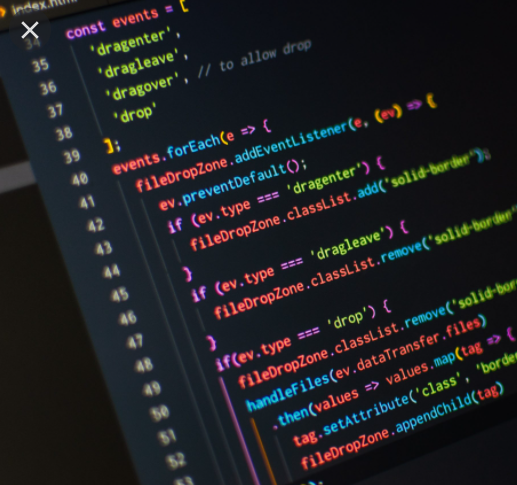 index.htm
34 const events = [
35 'dragenter',
36 'dragleave',
37 'dragover', // to allow drop
38 'drop'
39 ];
40 events.forEach(e => {
41 fileDropZone.addEventListener(e, (ev) => {
42 ev.preventDefault();
43 if (ev.type === 'dragenter') {
44 fileDropZone.classList.add('solid-border');
45 }
46 if (ev.type === 'dragleave') {
47 fileDropZone.classList.remove('solid-border'
48 }
49 if(ev.type === 'drop') {
50 fileDropZone.classList.remove('solid-bor
51 handleFiles(ev.dataTransfer.files)
52 .then(values => values.map(tag => {
53 tag.setAttribute('class', 'borde
fileDropZone.appendChild(tag)
);